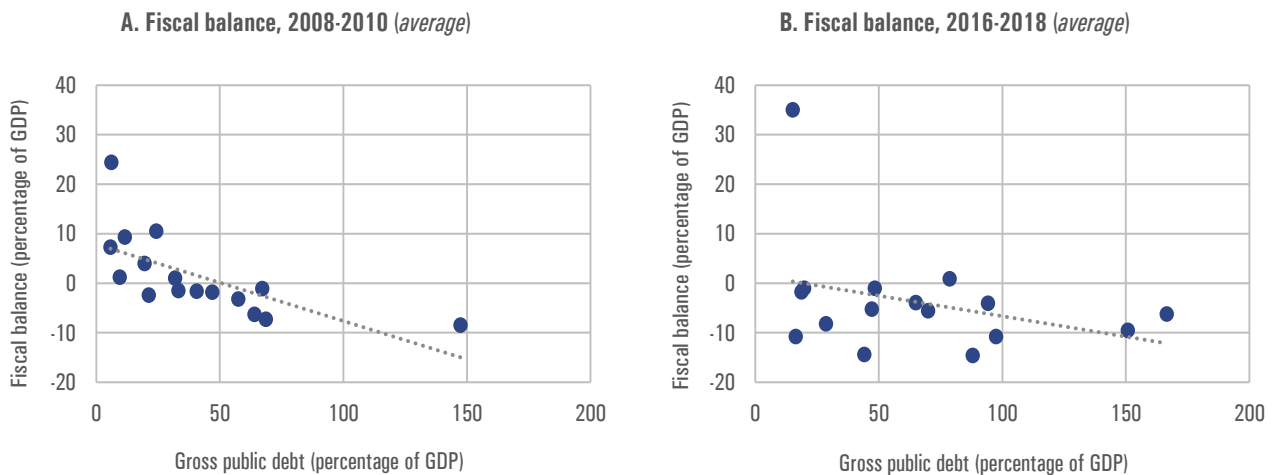 A. Fiscal balance, 2008-2010 (average)
Fiscal balance (percentage of GDP)
40
30
20
10
0
-10
-20
0 50 100 150 200
Gross public debt (percentage of GDP)
B. Fiscal balance, 2016-2018 (average)
Fiscal balance (percentage of GDP)
40
30
20
10
0
-10
-20
0 50 100 150 200
Gross public debt (percentage of GDP)